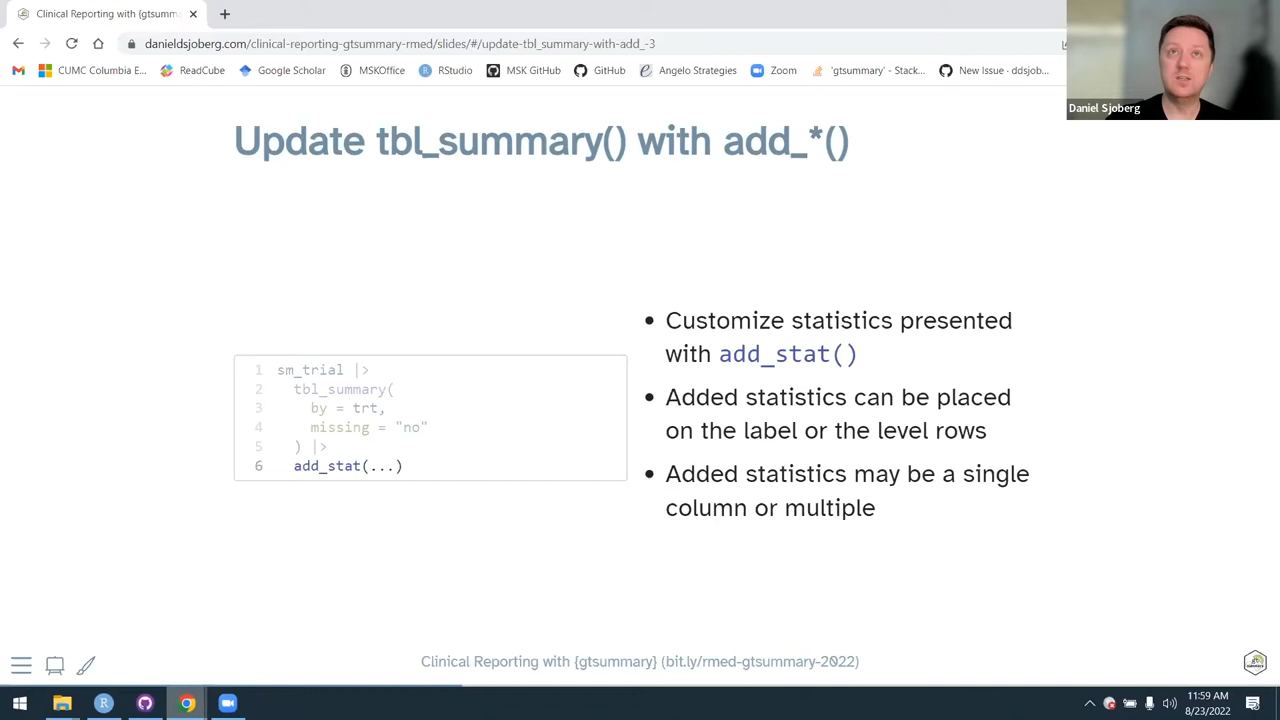 Clinical Reporting with {gtsumm
danieldsjoberg.com/clinical-reporting-gtsummary-rmed/slides/#/update-tbl_summary-with-add_-3
CUMC Columbia E...
ReadCube
Google Scholar
MSKOffice
RStudio
MSK GitHub
GitHub
Angelo Strategies
Zoom
'gtsummary' - Stack...
New Issue · ddsjob...
Daniel Sjoberg
Update tbl_summary() with add_*()
1 sm_trial |>
2 tbl_summary(
3 by = trt,
4 missing = "no"
5 ) |>
6 add_stat(...)
• Customize statistics presented
with add_stat()
• Added statistics can be placed
on the label or the level rows
• Added statistics may be a single
column or multiple
Clinical Reporting with {gtsummary} (bit.ly/rmed-gtsummary-2022)
11:59 AM
8/23/2022